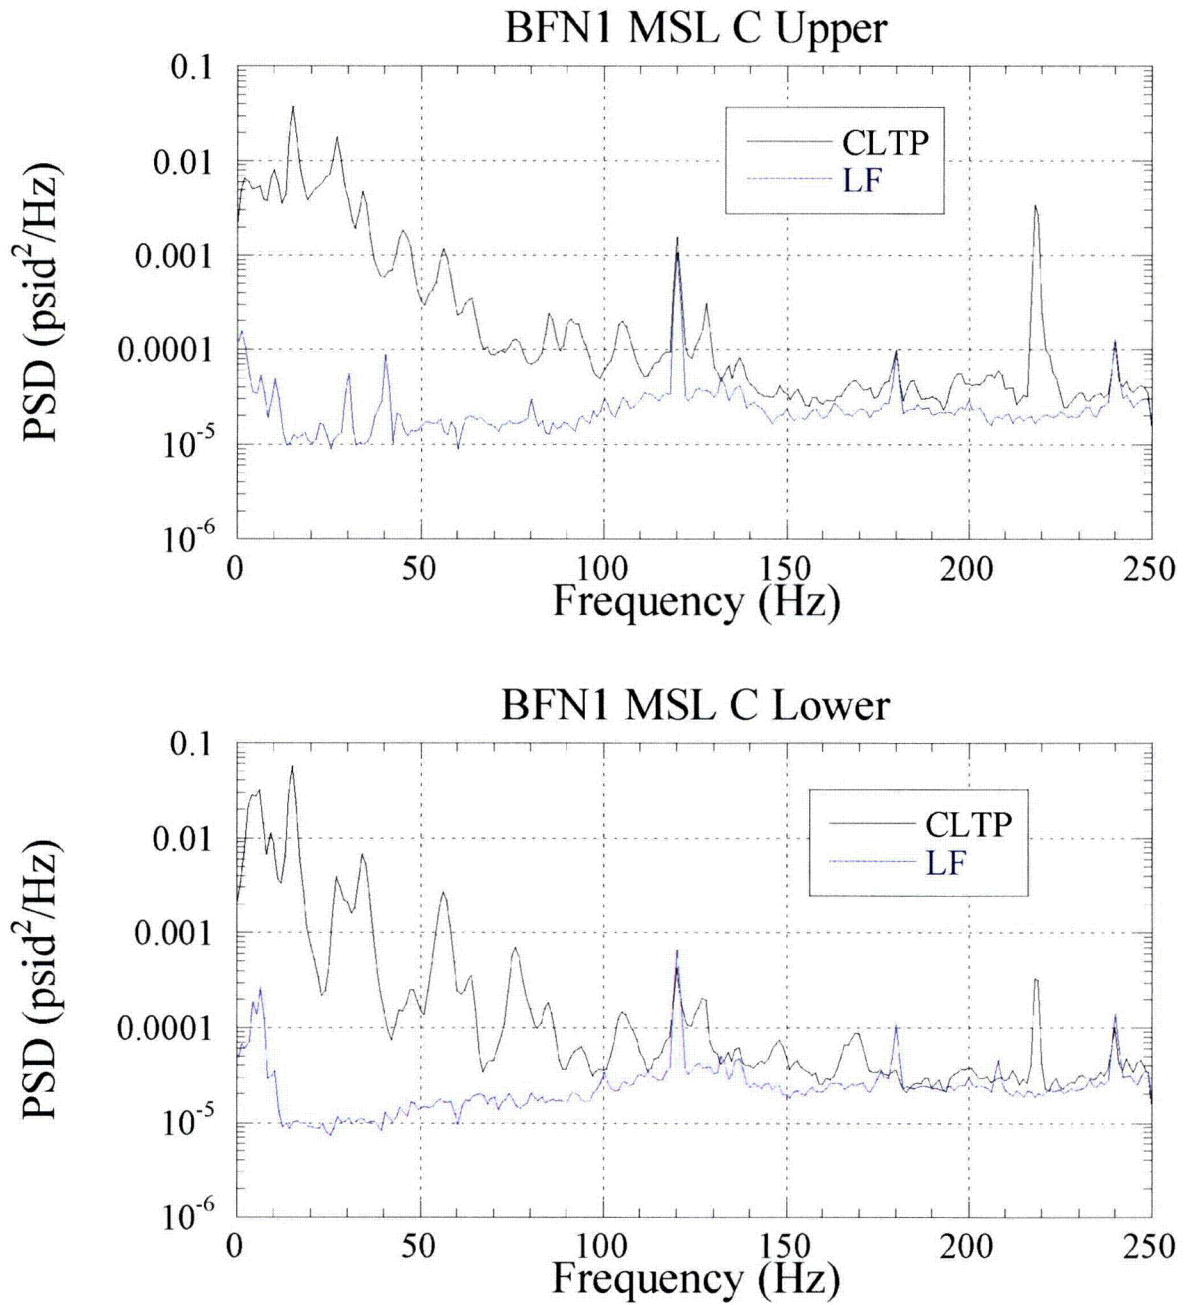 BFN1 MSL C Upper
PSD (psid²/Hz)
0.1
0.01
0.001
0.0001
10⁻⁵
10⁻⁶
CLTP
LF
0 50 100 150 200 250
Frequency (Hz)
BFN1 MSL C Lower
PSD (psid²/Hz)
0.1
0.01
0.001
0.0001
10⁻⁵
10⁻⁶
CLTP
LF
0 50 100 150 200 250
Frequency (Hz)